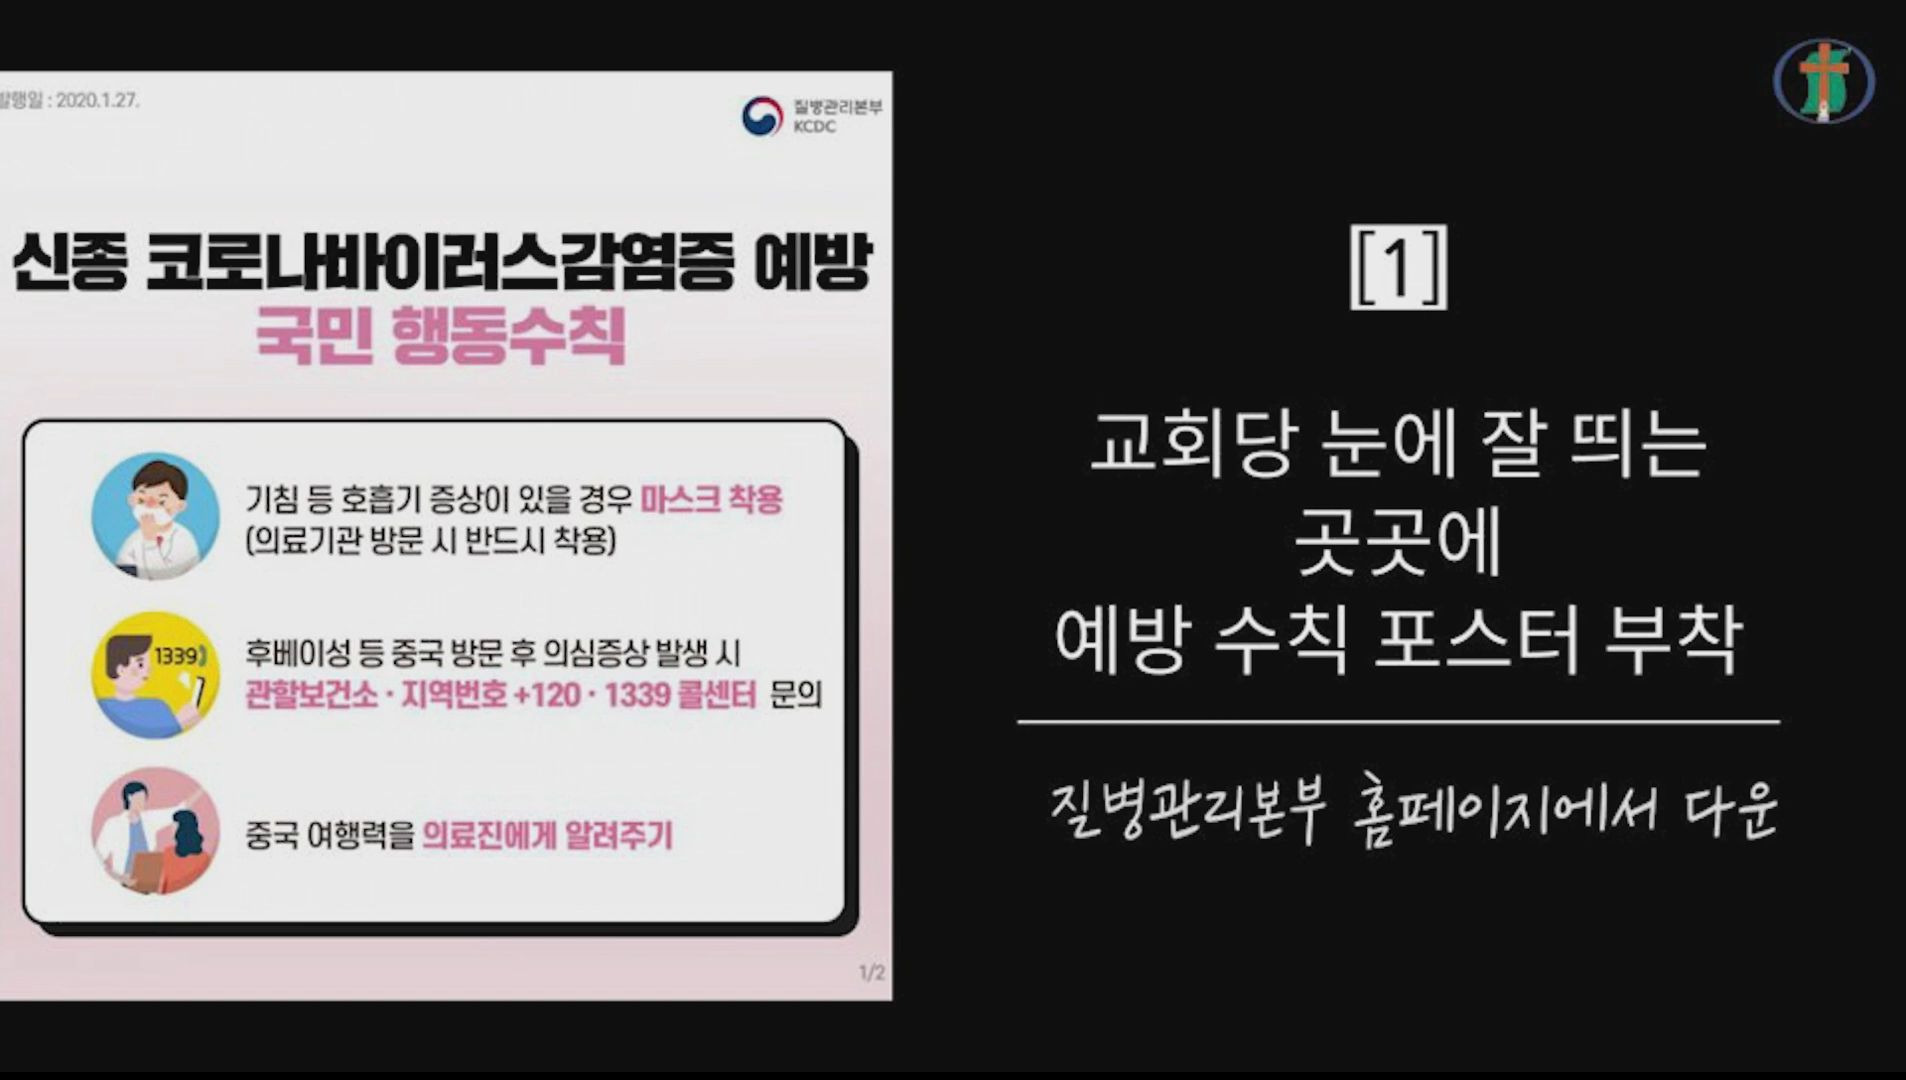 발행일 : 2020.1.27.
질병관리본부
KCDC
신종 코로나바이러스감염증 예방
국민 행동수칙
기침 등 호흡기 증상이 있을 경우 마스크 착용
(의료기관 방문 시 반드시 착용)
1339
후베이성 등 중국 방문 후 의심증상 발생 시
관할보건소 · 지역번호 +120 · 1339 콜센터 문의
중국 여행력을 의료진에게 알려주기
1/2
[1]
교회당 눈에 잘 띄는
곳곳에
예방 수칙 포스터 부착
질병관리본부 홈페이지에서 다운